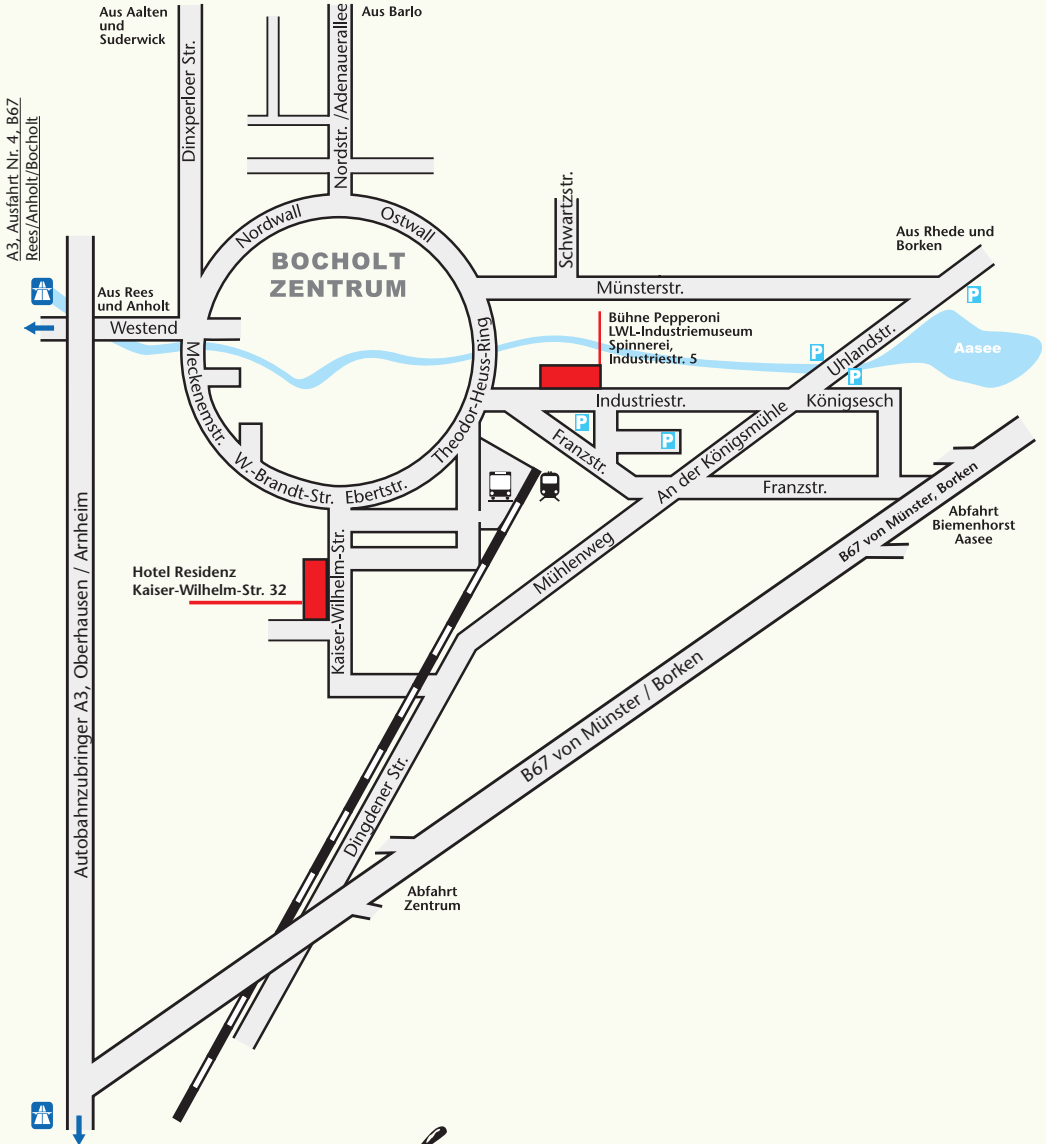 Aus Aalten
und
Suderwick
Aus Barlo
A3, Ausfahrt Nr. 4, B67
Rees/Anholt/Bocholt
Dinxperloer Str.
Nordstr. /Adenauerallee
Nordwall
Ostwall
Schwartzstr.
BOCHOLT
ZENTRUM
Aus Rhede und
Borken
Aus Rees
und Anholt
Westend
Münsterstr.
P
Bühne Pepperoni
LWL-Industriemuseum
Spinnerei,
Industriestr. 5
Uhlandstr.
P
P
Aasee
Meckenemstr.
Theodor-Heuss-Ring
Industriestr.
Königsesch
P
P
Franzstr.
An der Königsmühle
W.-Brandt-Str.
Ebertstr.
Franzstr.
B67 von Münster, Borken
Abfahrt
Biemenhorst
Aasee
Mühlenweg
Hotel Residenz
Kaiser-Wilhelm-Str. 32
Kaiser-Wilhelm-Str.
Autobahnzubringer A3, Oberhausen / Arnheim
B67 von Münster / Borken
Dingdener Str.
Abfahrt
Zentrum